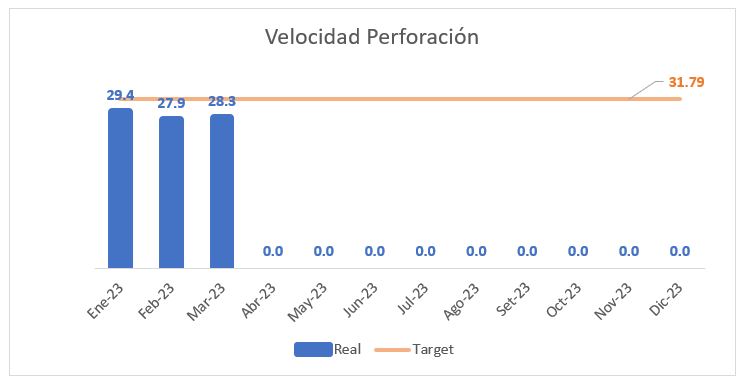 Velocidad Perforación
31.79
29.4 27.9 28.3 0.0 0.0 0.0 0.0 0.0 0.0 0.0 0.0 0.0
Ene-23 Feb-23 Mar-23 Abr-23 May-23 Jun-23 Jul-23 Ago-23 Set-23 Oct-23 Nov-23 Dic-23
Real Target